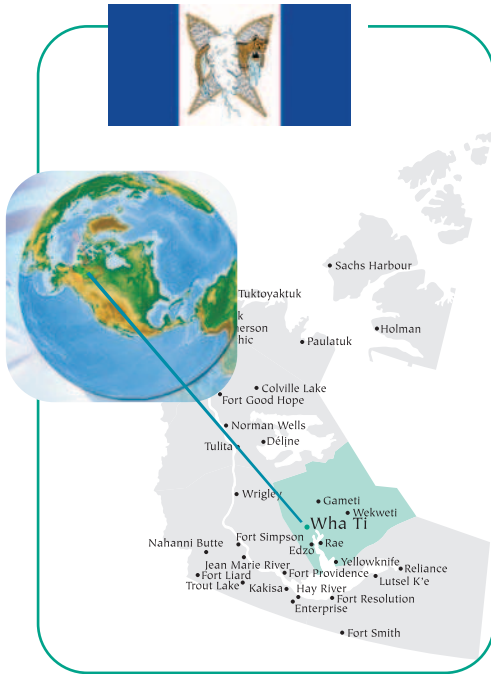 Sachs Harbour
Tuktoyaktuk
Holman
Paulatuk
Colville Lake
Fort Good Hope
Norman Wells
Déljne
Tulita
Wrigley
Gameti
Wekweti
Wha Ti
Fort Simpson
Rae
Edzo
Nahanni Butte
Yellowknife
Jean Marie River
Reliance
Fort Liard
Fort Providence
Lutsel K'e
Trout Lake
Kakisa
Hay River
Fort Resolution
Enterprise
Fort Smith